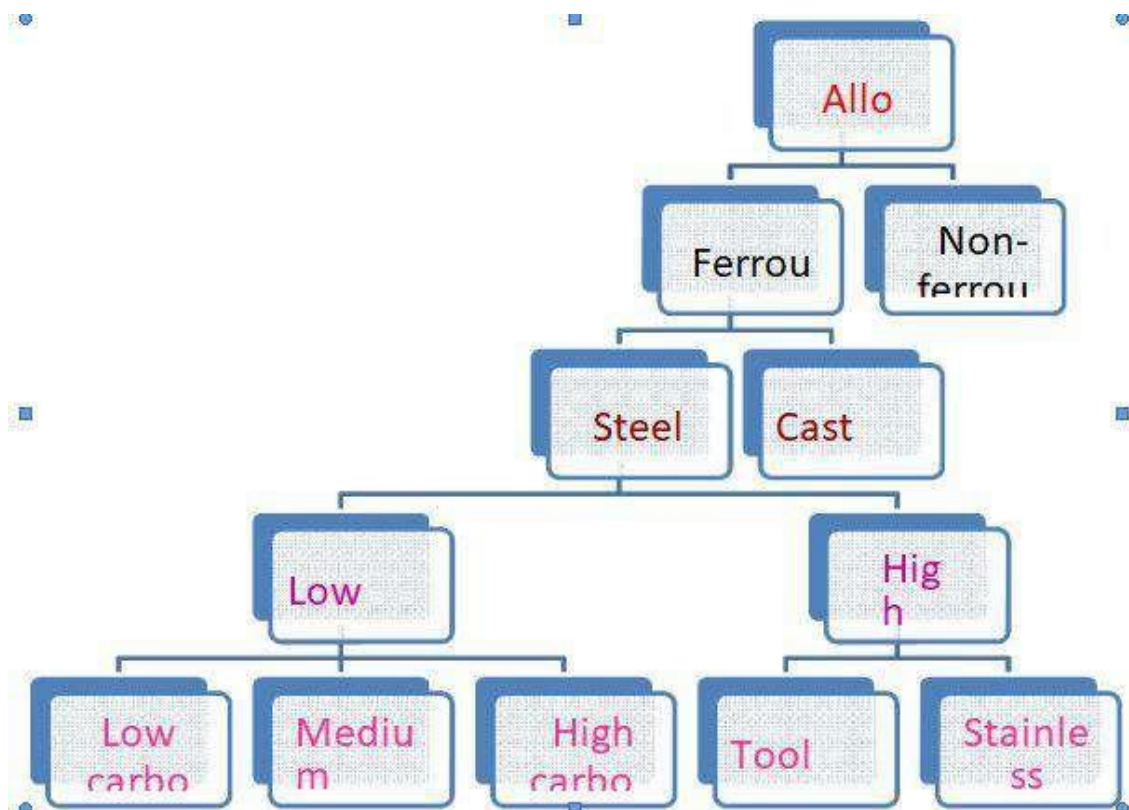 Allo
Ferrou
Non-
ferrou
Steel
Cast
Low
Hig
h
Low
carbo
Mediu
m
High
carbo
Tool
Stainle
ss